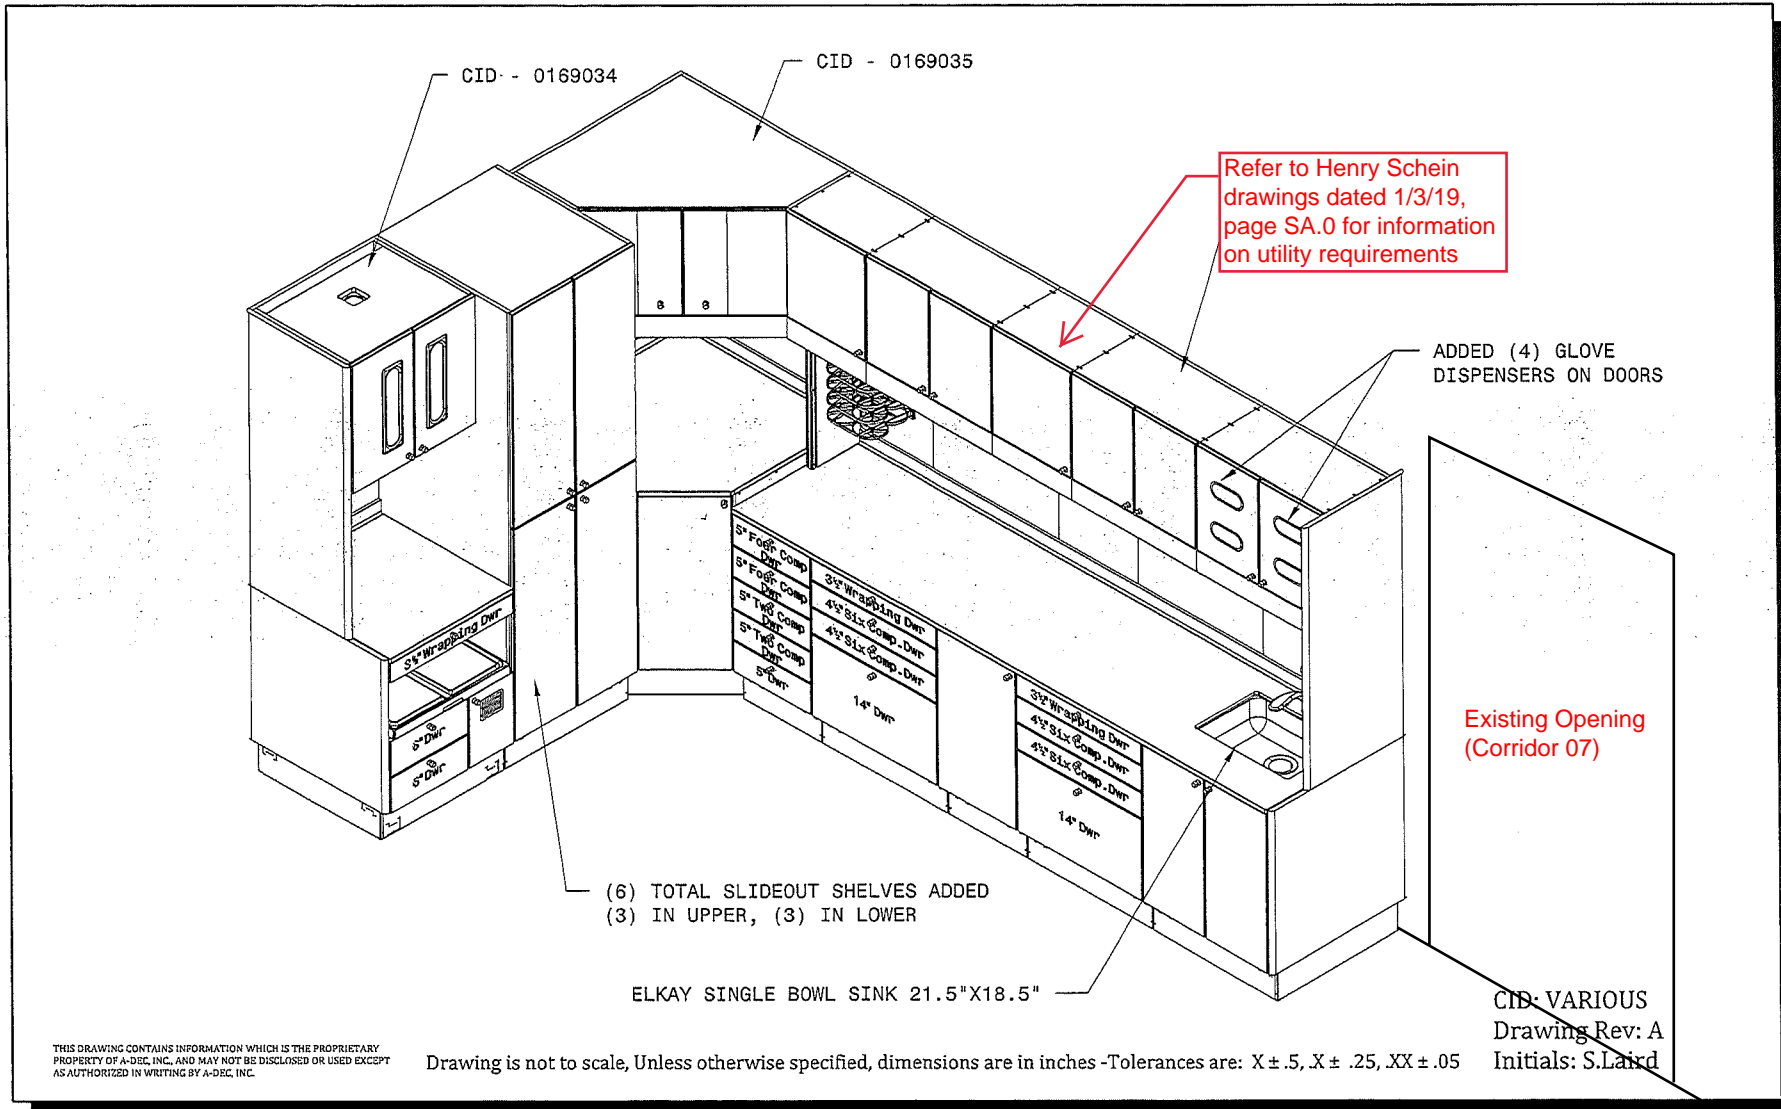 CID - 0169034
CID - 0169035
Refer to Henry Schein
drawings dated 1/3/19,
page SA.0 for information
on utility requirements
ADDED (4) GLOVE
DISPENSERS ON DOORS
5" Four Comp
Dwr
5" Four Comp
Dwr
5" Two Comp
Dwr
5" Two Comp
Dwr
5" Dwr
3½" Wrapping Dwr
4½" Six Comp.Dwr
4½" Six Comp.Dwr
14" Dwr
3½" Wrapping Dwr
4½" Six Comp.Dwr
4½" Six Comp.Dwr
14" Dwr
Wrapping Dwr
Dwr
Dwr
Existing Opening
(Corridor 07)
(6) TOTAL SLIDEOUT SHELVES ADDED
(3) IN UPPER, (3) IN LOWER
ELKAY SINGLE BOWL SINK 21.5"X18.5"
CID: VARIOUS
Drawing Rev: A
Initials: S.Laird
THIS DRAWING CONTAINS INFORMATION WHICH IS THE PROPRIETARY
PROPERTY OF A-DEC, INC., AND MAY NOT BE DISCLOSED OR USED EXCEPT
AS AUTHORIZED IN WRITING BY A-DEC, INC.
Drawing is not to scale, Unless otherwise specified, dimensions are in inches -Tolerances are: X ± .5, .X ± .25, .XX ± .05